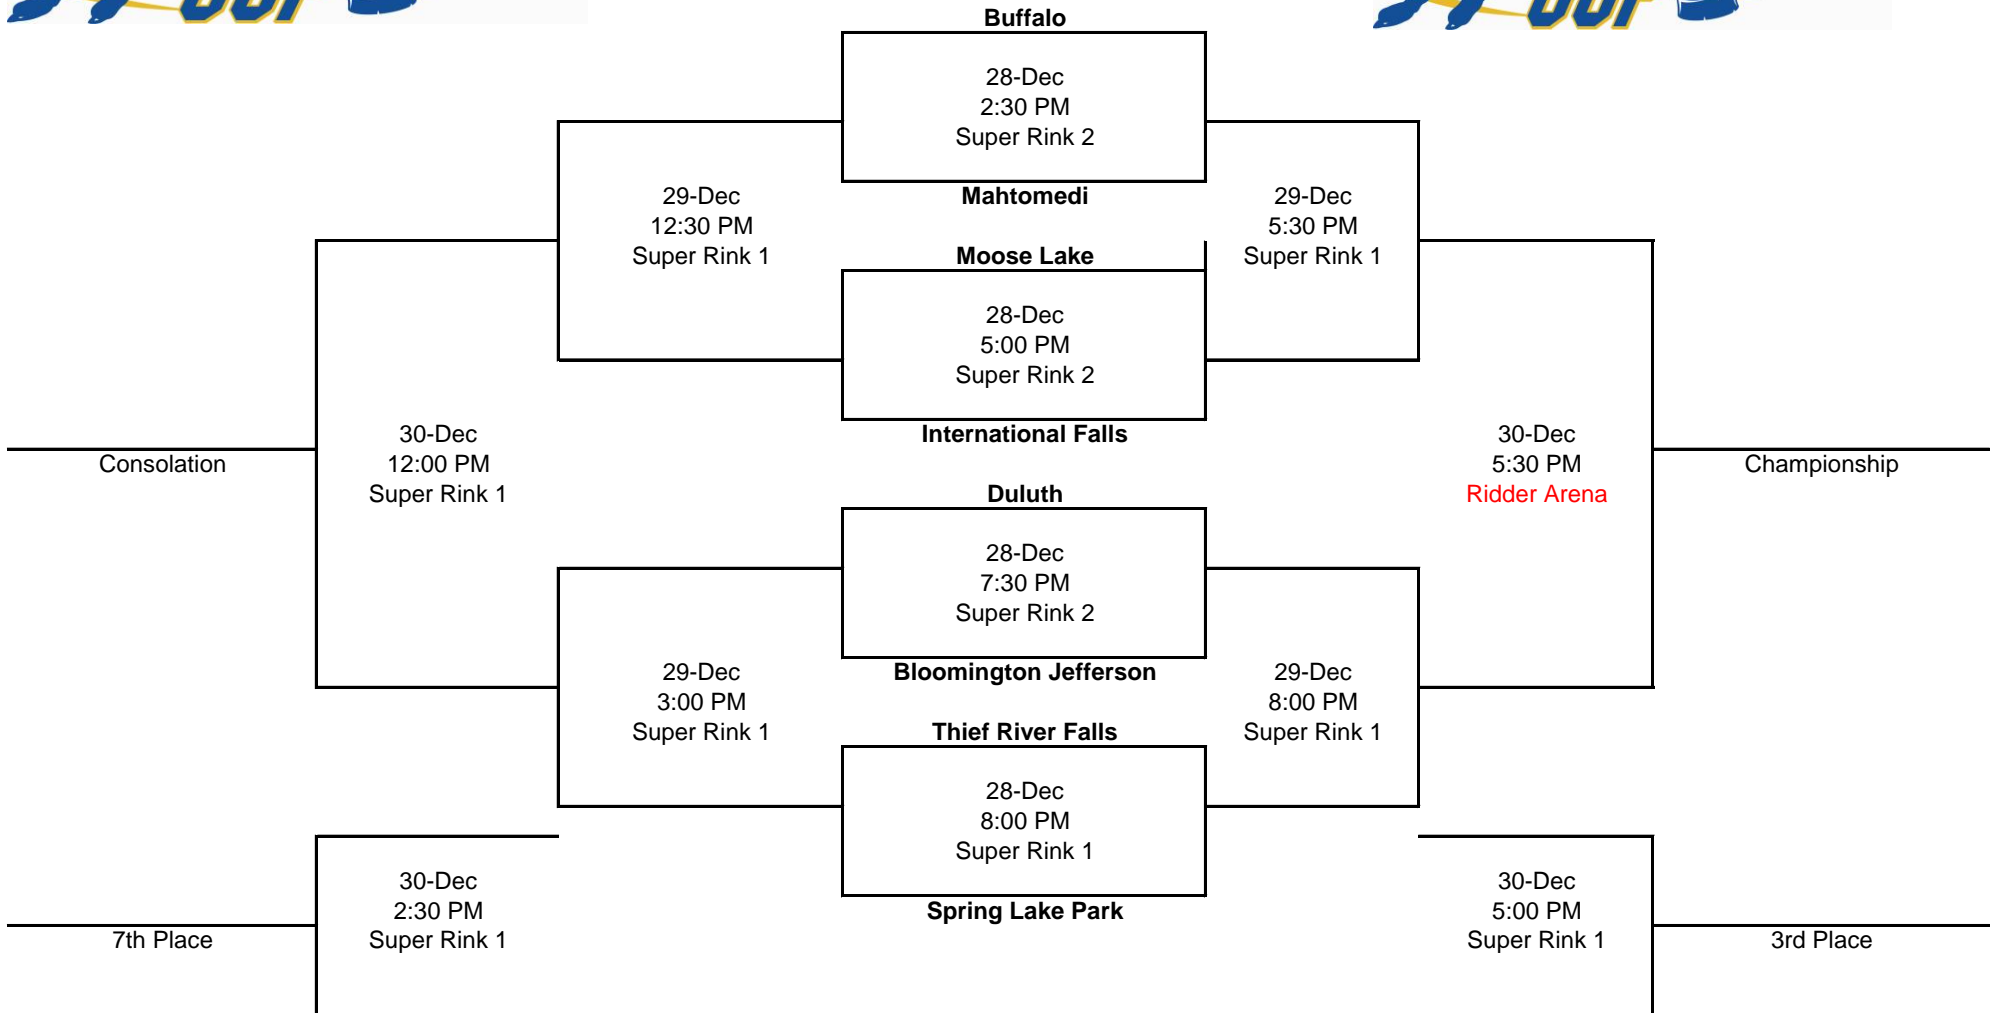 Buffalo
28-Dec
2:30 PM
Super Rink 2
Mahtomedi
29-Dec
12:30 PM
Super Rink 1
29-Dec
5:30 PM
Super Rink 1
Moose Lake
28-Dec
5:00 PM
Super Rink 2
International Falls
30-Dec
12:00 PM
Super Rink 1
Consolation
30-Dec
5:30 PM
Ridder Arena
Championship
Duluth
28-Dec
7:30 PM
Super Rink 2
Bloomington Jefferson
29-Dec
3:00 PM
Super Rink 1
29-Dec
8:00 PM
Super Rink 1
Thief River Falls
28-Dec
8:00 PM
Super Rink 1
Spring Lake Park
30-Dec
2:30 PM
Super Rink 1
7th Place
30-Dec
5:00 PM
Super Rink 1
3rd Place